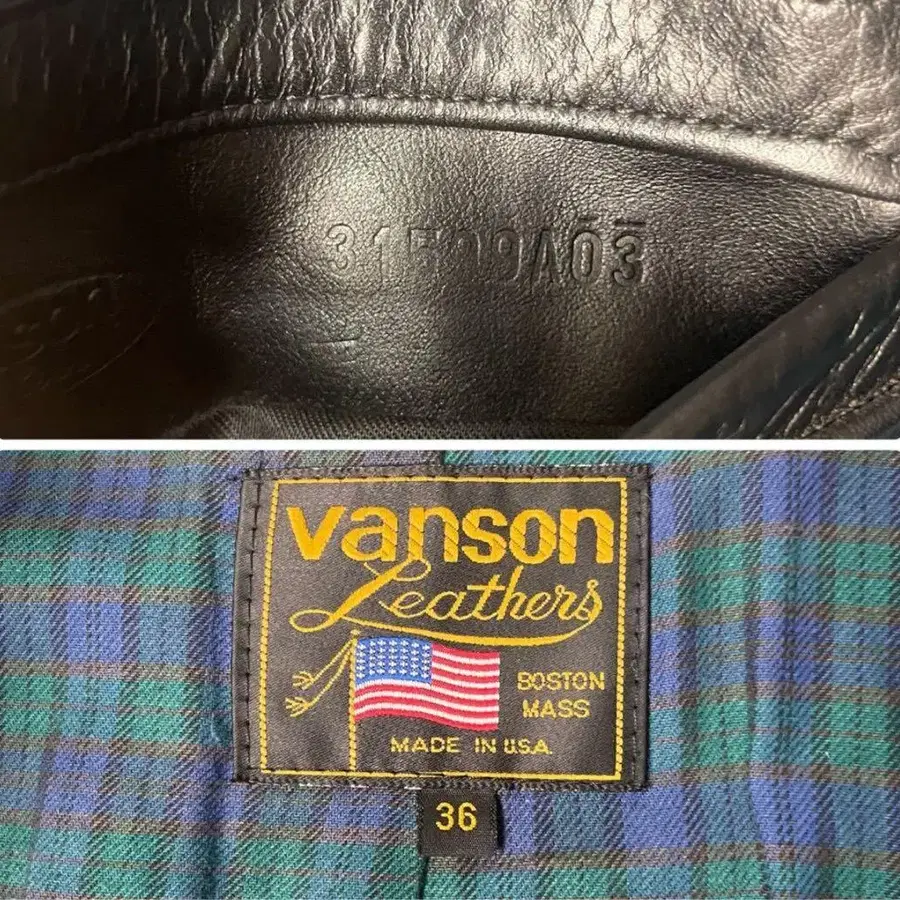 31509A03
vanson
Leathers
BOSTON
MASS
MADE IN U.S.A.
36